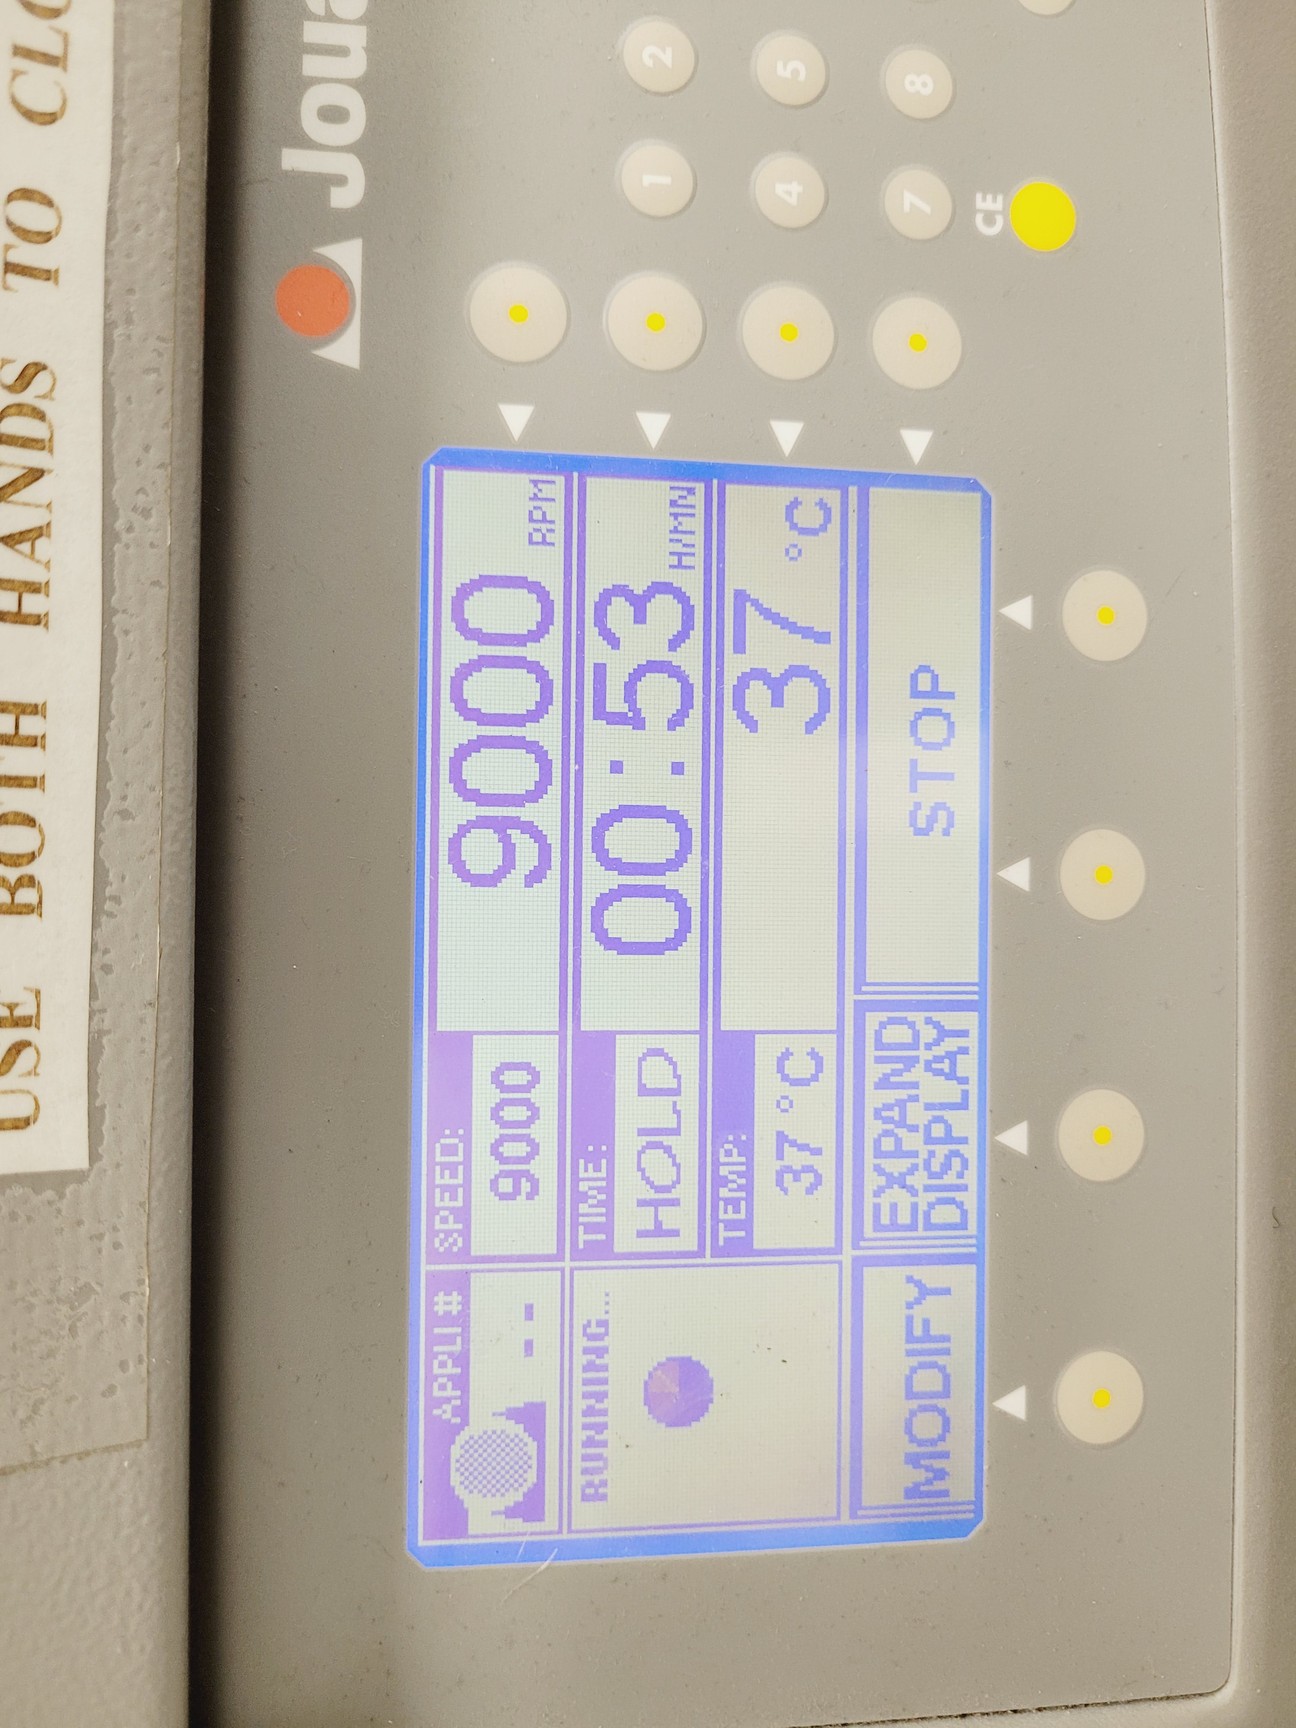 USE BOTH HANDS TO
Joua
APPLI #
--
SPEED:
9000
9000
RPM
TIME:
HOLD
00:53
H/MN
TEMP:
37 °C
37 °C
RUNNING...
MODIFY
EXPAND
DISPLAY
STOP
1 2
4 5
7 8
CE